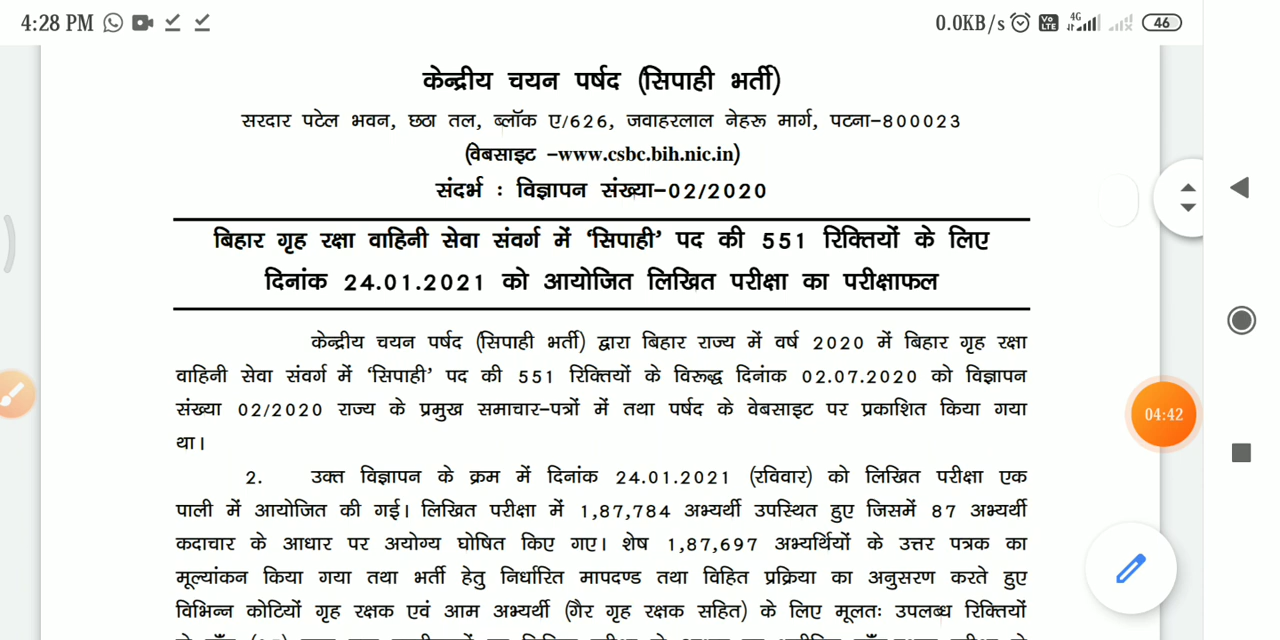 4:28 PM
0.0KB/s
4G
Vo LTE
46
केन्द्रीय चयन पर्षद (सिपाही भर्ती)
सरदार पटेल भवन, छठा तल, ब्लॉक ए/626, जवाहरलाल नेहरू मार्ग, पटना-800023
(वेबसाइट -www.csbc.bih.nic.in)
संदर्भ : विज्ञापन संख्या-02/2020
बिहार गृह रक्षा वाहिनी सेवा संवर्ग में 'सिपाही' पद की 551 रिक्तियों के लिए
दिनांक 24.01.2021 को आयोजित लिखित परीक्षा का परीक्षाफल
केन्द्रीय चयन पर्षद (सिपाही भर्ती) द्वारा बिहार राज्य में वर्ष 2020 में बिहार गृह रक्षा
वाहिनी सेवा संवर्ग में 'सिपाही' पद की 551 रिक्तियों के विरूद्ध दिनांक 02.07.2020 को विज्ञापन
संख्या 02/2020 राज्य के प्रमुख समाचार-पत्रों में तथा पर्षद के वेबसाइट पर प्रकाशित किया गया
था।
04:42
2. उक्त विज्ञापन के क्रम में दिनांक 24.01.2021 (रविवार) को लिखित परीक्षा एक
पाली में आयोजित की गई। लिखित परीक्षा में 1,87,784 अभ्यर्थी उपस्थित हुए जिसमें 87 अभ्यर्थी
कदाचार के आधार पर अयोग्य घोषित किए गए। शेष 1,87,697 अभ्यर्थियों के उत्तर पत्रक का
मूल्यांकन किया गया तथा भर्ती हेतु निर्धारित मापदण्ड तथा विहित प्रक्रिया का अनुसरण करते हुए
विभिन्न कोटियों गृह रक्षक एवं आम अभ्यर्थी (गैर गृह रक्षक सहित) के लिए मूलतः उपलब्ध रिक्तियों